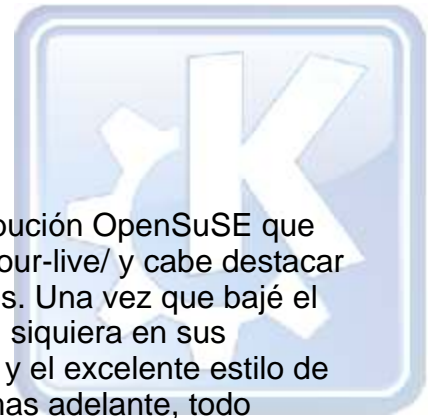 bución OpenSuSE que
our-live/ y cabe destacar
s. Una vez que bajé el
siquiera en sus
y el excelente estilo de
nas adelante, todo